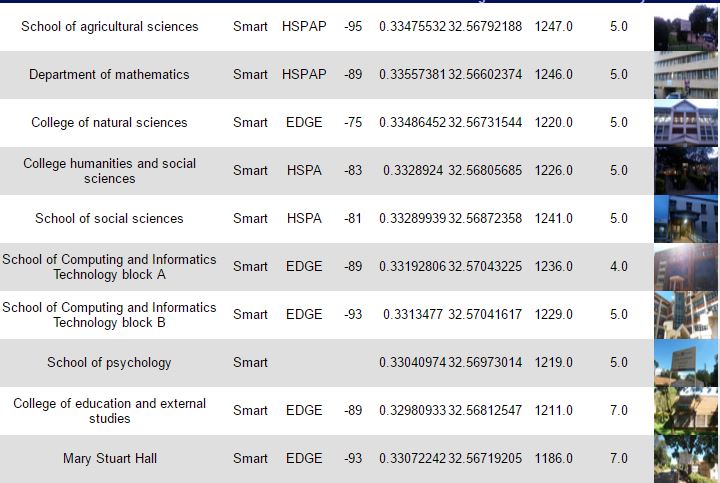 School of agricultural sciences Smart HSPAP -95 0.33475532 32.56792188 1247.0 5.0
Department of mathematics Smart HSPAP -89 0.33557381 32.56602374 1246.0 5.0
College of natural sciences Smart EDGE -75 0.33486452 32.56731544 1220.0 5.0
College humanities and social
sciences Smart HSPA -83 0.3328924 32.56805685 1226.0 5.0
School of social sciences Smart HSPA -81 0.33289939 32.56872358 1241.0 5.0
School of Computing and Informatics
Technology block A Smart EDGE -89 0.33192806 32.57043225 1236.0 4.0
School of Computing and Informatics
Technology block B Smart EDGE -93 0.3313477 32.57041617 1229.0 5.0
School of psychology Smart 0.33040974 32.56973014 1219.0 5.0
College of education and external
studies Smart EDGE -89 0.32980933 32.56812547 1211.0 7.0
Mary Stuart Hall Smart EDGE -93 0.33072242 32.56719205 1186.0 7.0